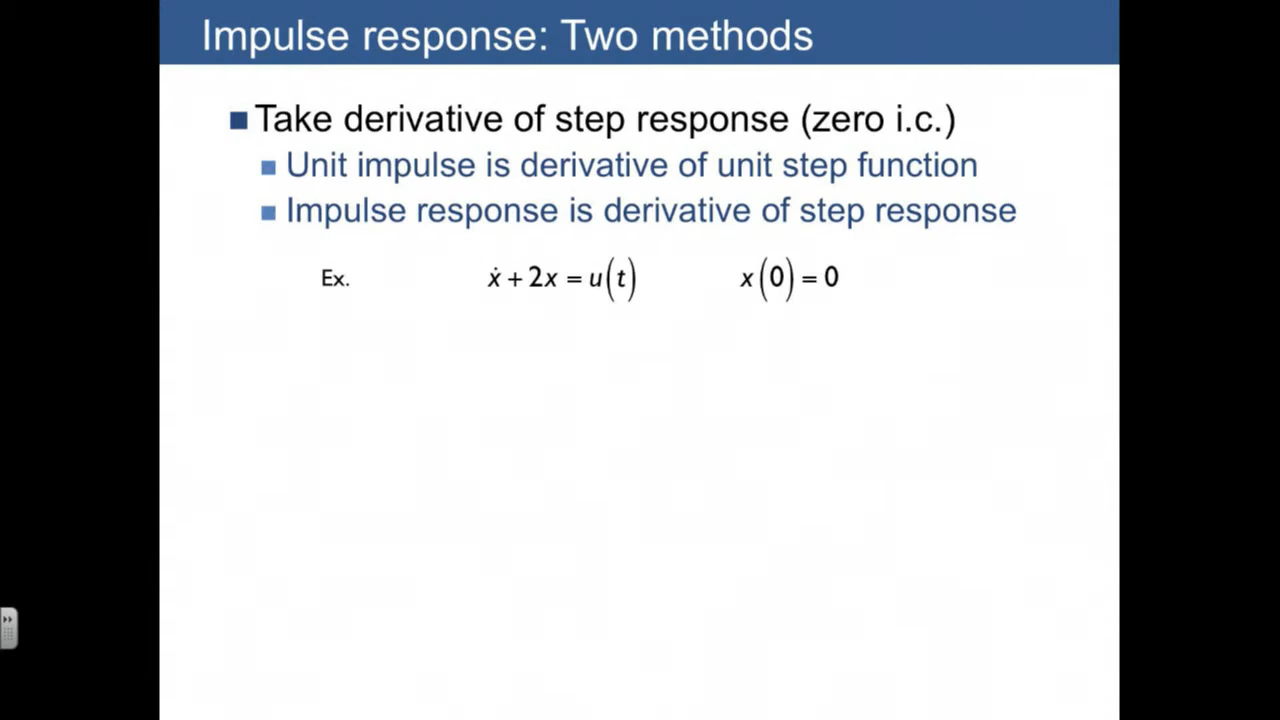 Impulse response: Two methods
Take derivative of step response (zero i.c.)
Unit impulse is derivative of unit step function
Impulse response is derivative of step response
Ex. ẋ + 2x = u(t) x(0) = 0